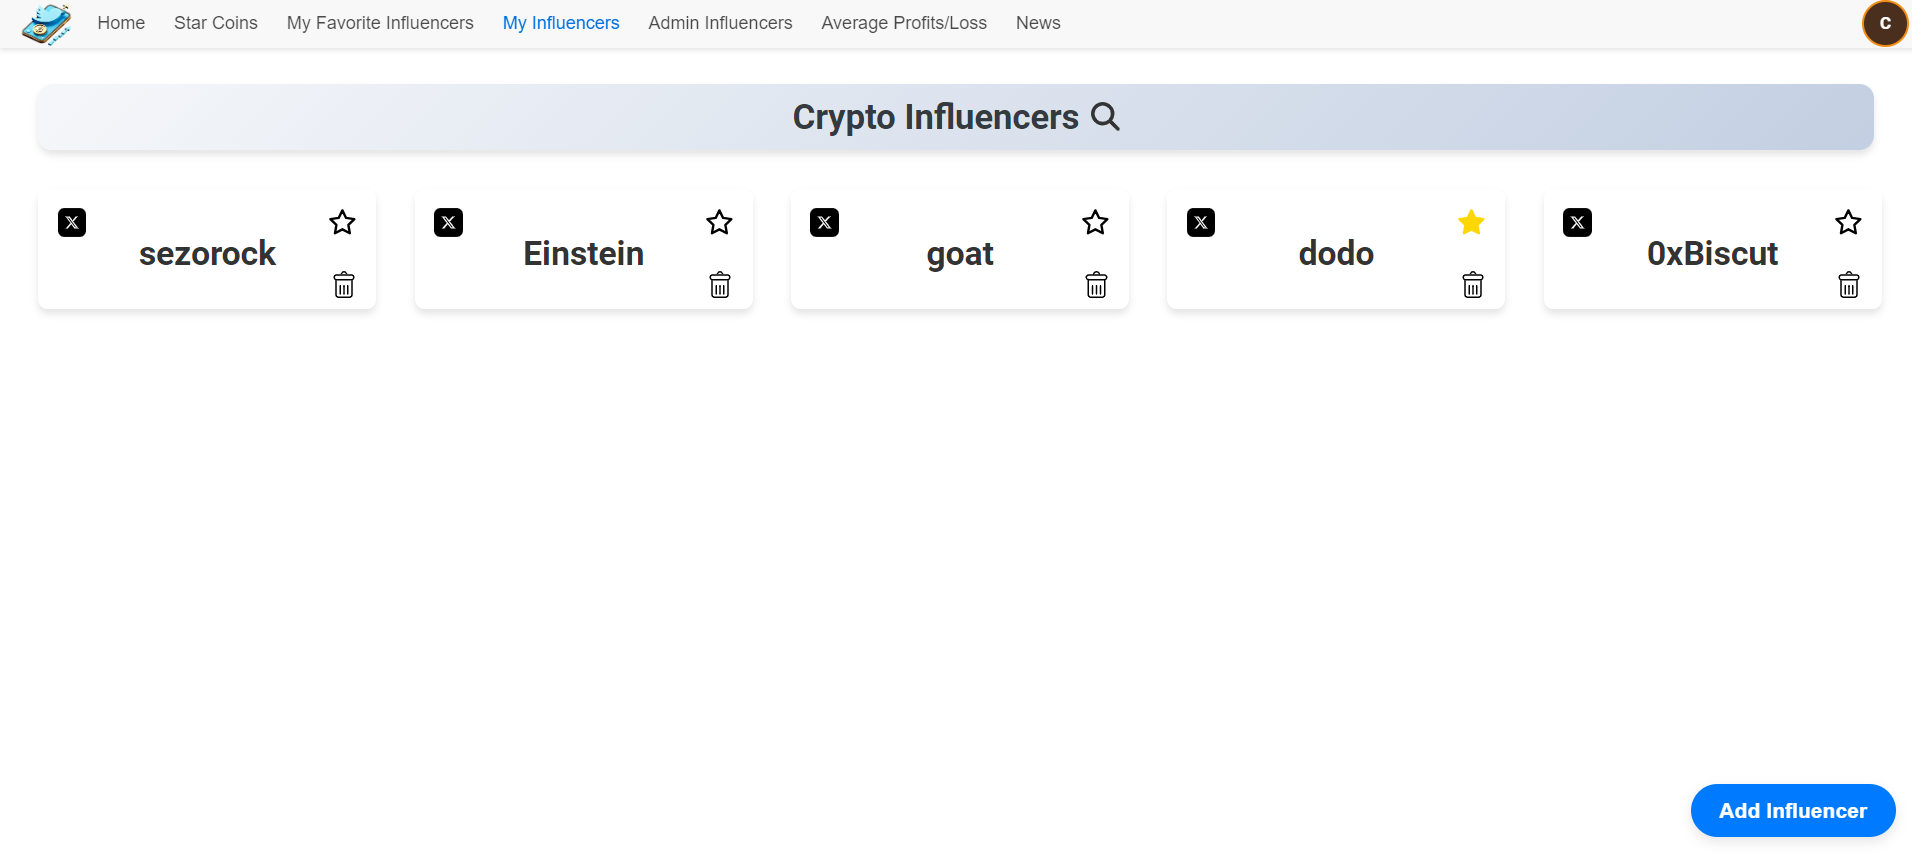 Home Star Coins My Favorite Influencers My Influencers Admin Influencers Average Profits/Loss News C
Crypto Influencers
sezorock Einstein goat dodo 0xBiscut
Add Influencer